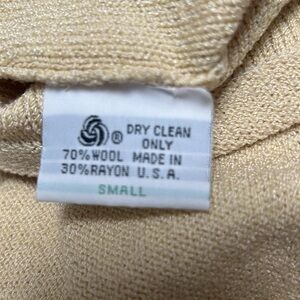 ® DRY CLEAN
ONLY
70% WOOL MADE IN
30% RAYON U.S.A.
SMALL